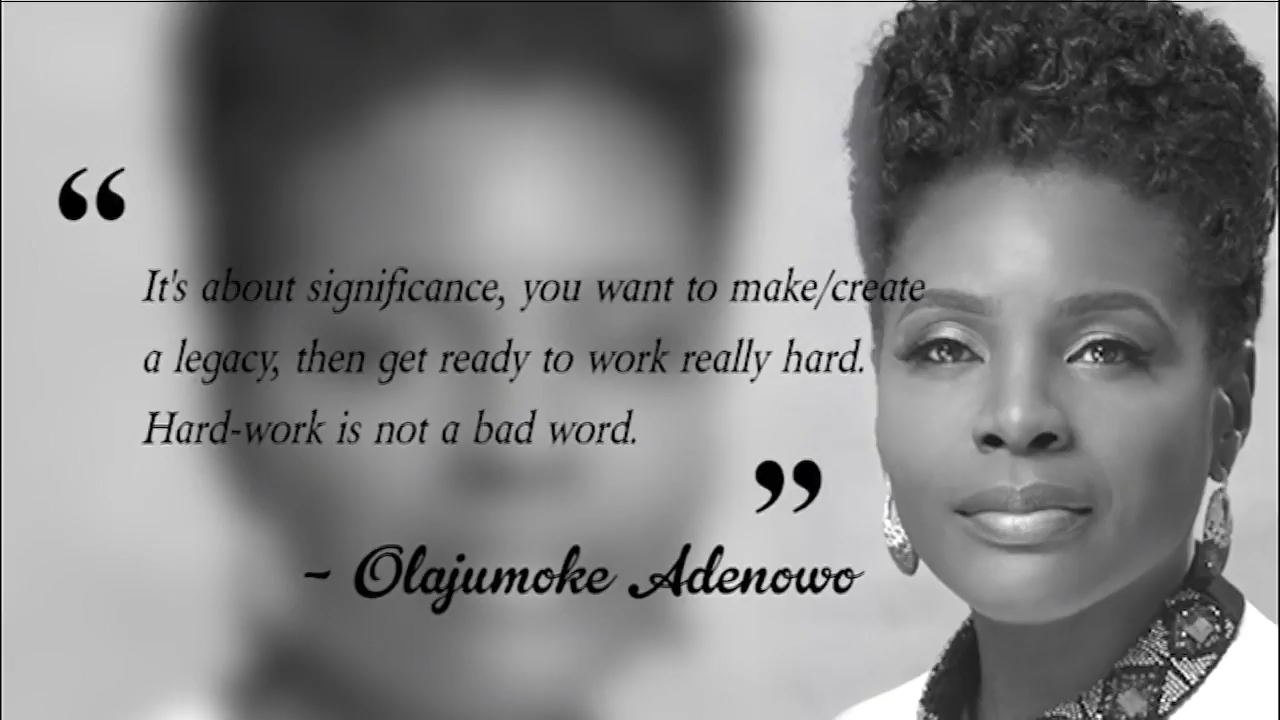 “
It's about significance, you want to make/create
a legacy, then get ready to work really hard.
Hard-work is not a bad word.
”
~ Olajumoke Adenowo